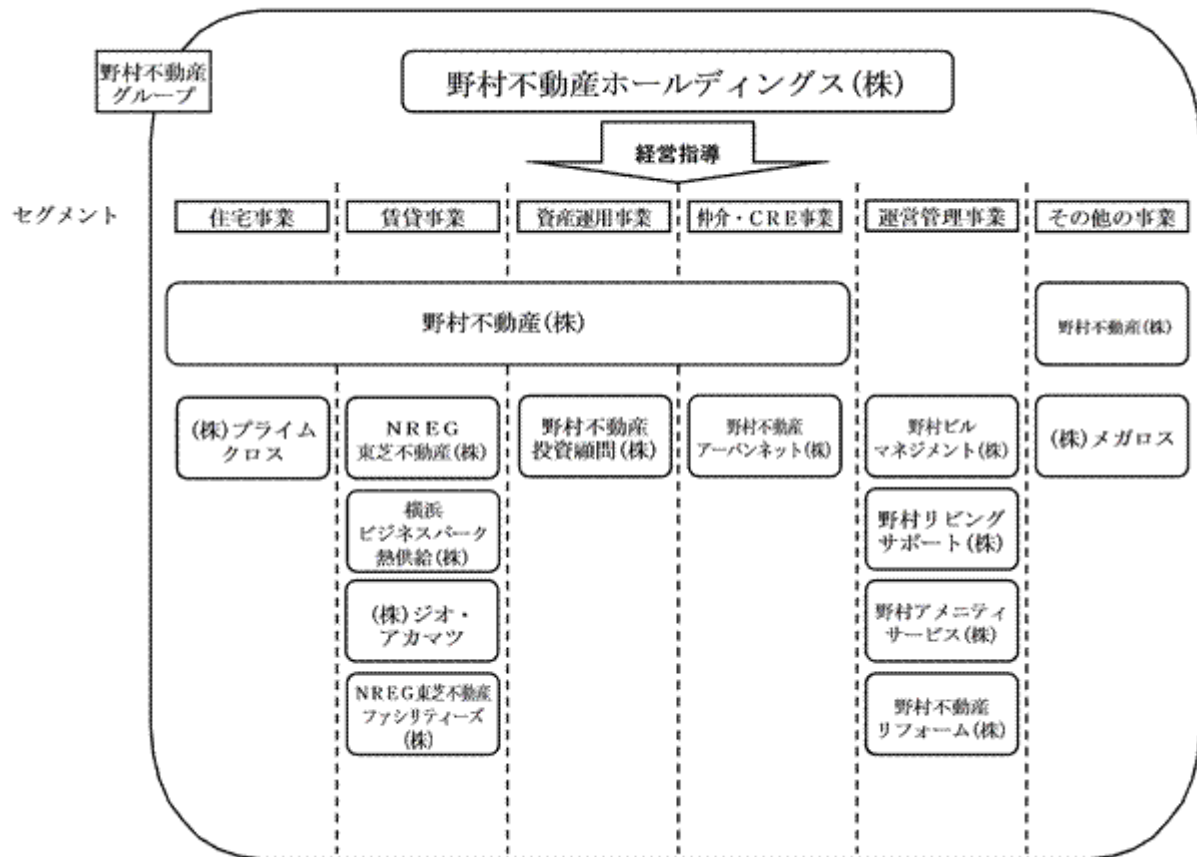 野村不動産
グループ
野村不動産ホールディングス(株)
経営指導
セグメント
住宅事業
賃貸事業
資産運用事業
仲介・CRE事業
運営管理事業
その他の事業
野村不動産(株)
野村不動産(株)
(株)プライム
クロス
NREG
東芝不動産(株)
野村不動産
投資顧問(株)
野村不動産
アーバンネット(株)
野村ビル
マネジメント(株)
(株)メガロス
横浜
ビジネスパーク
熱供給(株)
野村リビング
サポート(株)
(株)ジオ・
アカマツ
野村アメニティ
サービス(株)
NREG東芝不動産
ファシリティーズ
(株)
野村不動産
リフォーム(株)